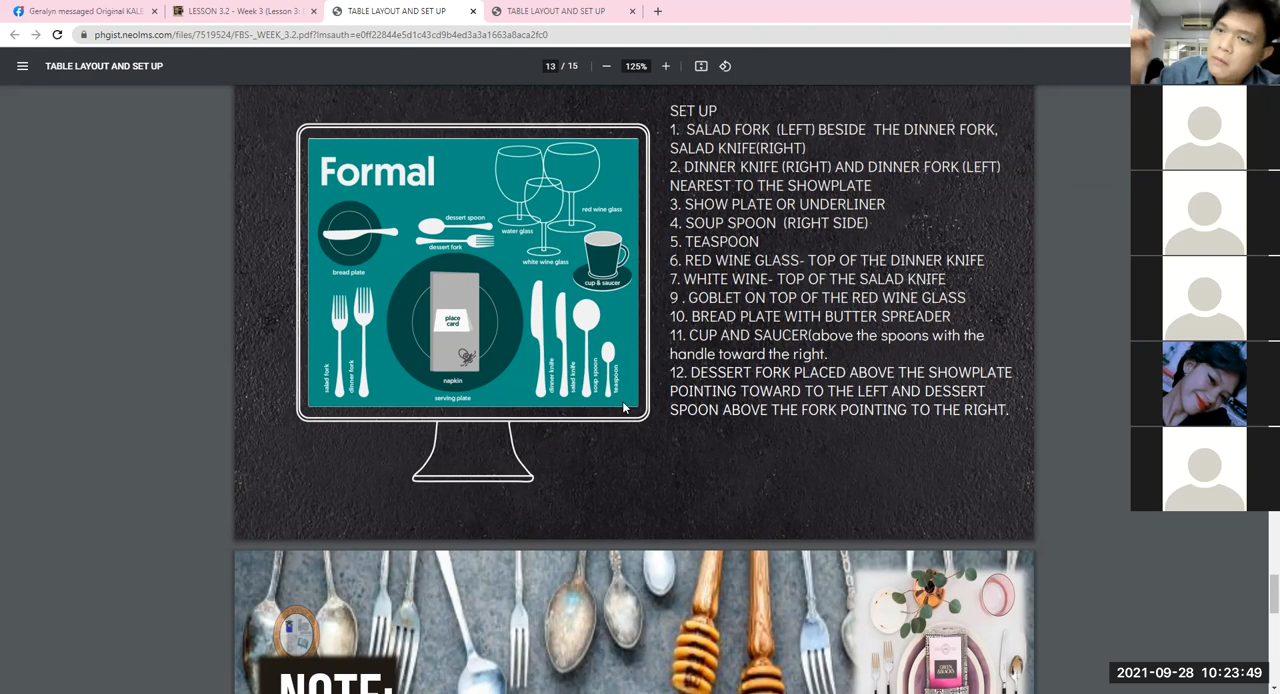 Geralyn messaged Original KALE
LESSON 3.2 - Week 3 (Lesson 3:
TABLE LAYOUT AND SET UP
TABLE LAYOUT AND SET UP
phgist.neolms.com/files/7519524/FBS-_WEEK_3.2.pdf?lmsauth=e0ff22844e5d1c43cd9b4ed3a3a1663a8aca2fc0
TABLE LAYOUT AND SET UP
13 / 15
125%
Formal
dessert spoon
dessert fork
red wine glass
water glass
white wine glass
cup & saucer
bread plate
place
card
salad fork
dinner fork
napkin
serving plate
dinner knife
salad knife
soup spoon
teaspoon
SET UP
1. SALAD FORK (LEFT) BESIDE THE DINNER FORK,
SALAD KNIFE(RIGHT)
2. DINNER KNIFE (RIGHT) AND DINNER FORK (LEFT)
NEAREST TO THE SHOWPLATE
3. SHOW PLATE OR UNDERLINER
4. SOUP SPOON (RIGHT SIDE)
5. TEASPOON
6. RED WINE GLASS- TOP OF THE DINNER KNIFE
7. WHITE WINE- TOP OF THE SALAD KNIFE
9 . GOBLET ON TOP OF THE RED WINE GLASS
10. BREAD PLATE WITH BUTTER SPREADER
11. CUP AND SAUCER(above the spoons with the
handle toward the right.
12. DESSERT FORK PLACED ABOVE THE SHOWPLATE
POINTING TOWARD TO THE LEFT AND DESSERT
SPOON ABOVE THE FORK POINTING TO THE RIGHT.
NOTE:
2021-09-28 10:23:49